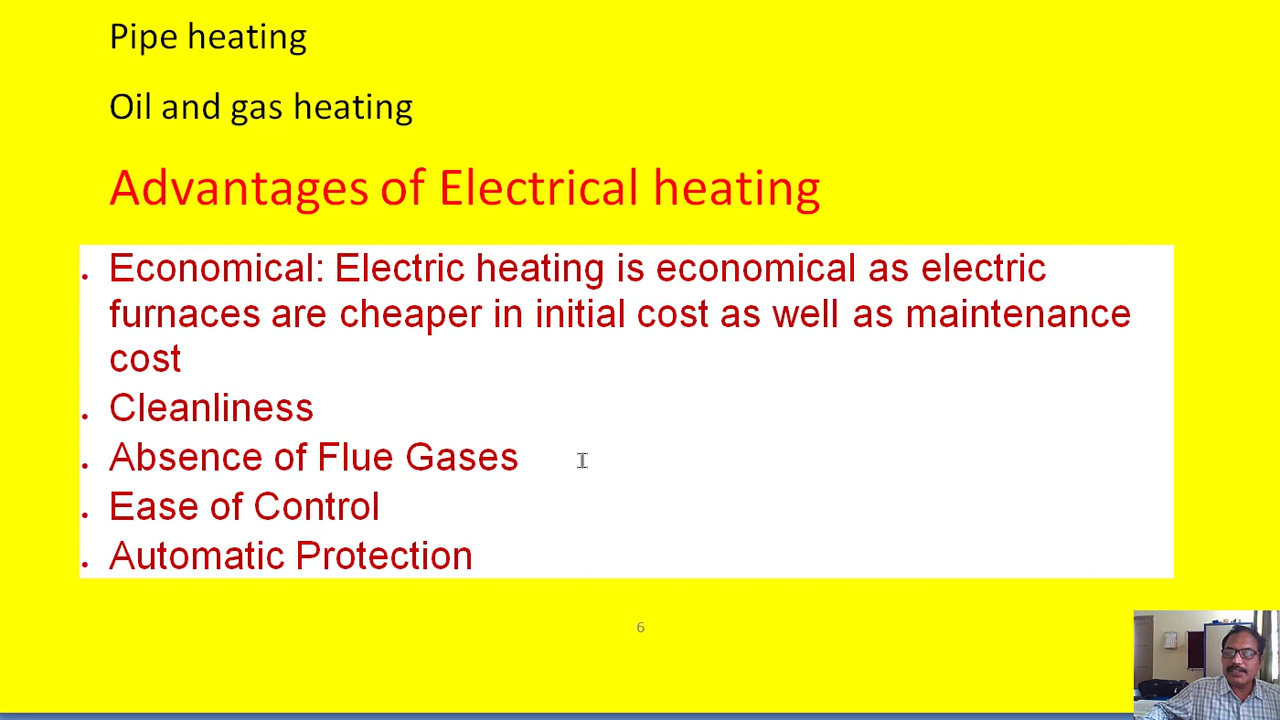 Pipe heating
Oil and gas heating
Advantages of Electrical heating
• Economical: Electric heating is economical as electric
furnaces are cheaper in initial cost as well as maintenance
cost
• Cleanliness
• Absence of Flue Gases
• Ease of Control
• Automatic Protection
6